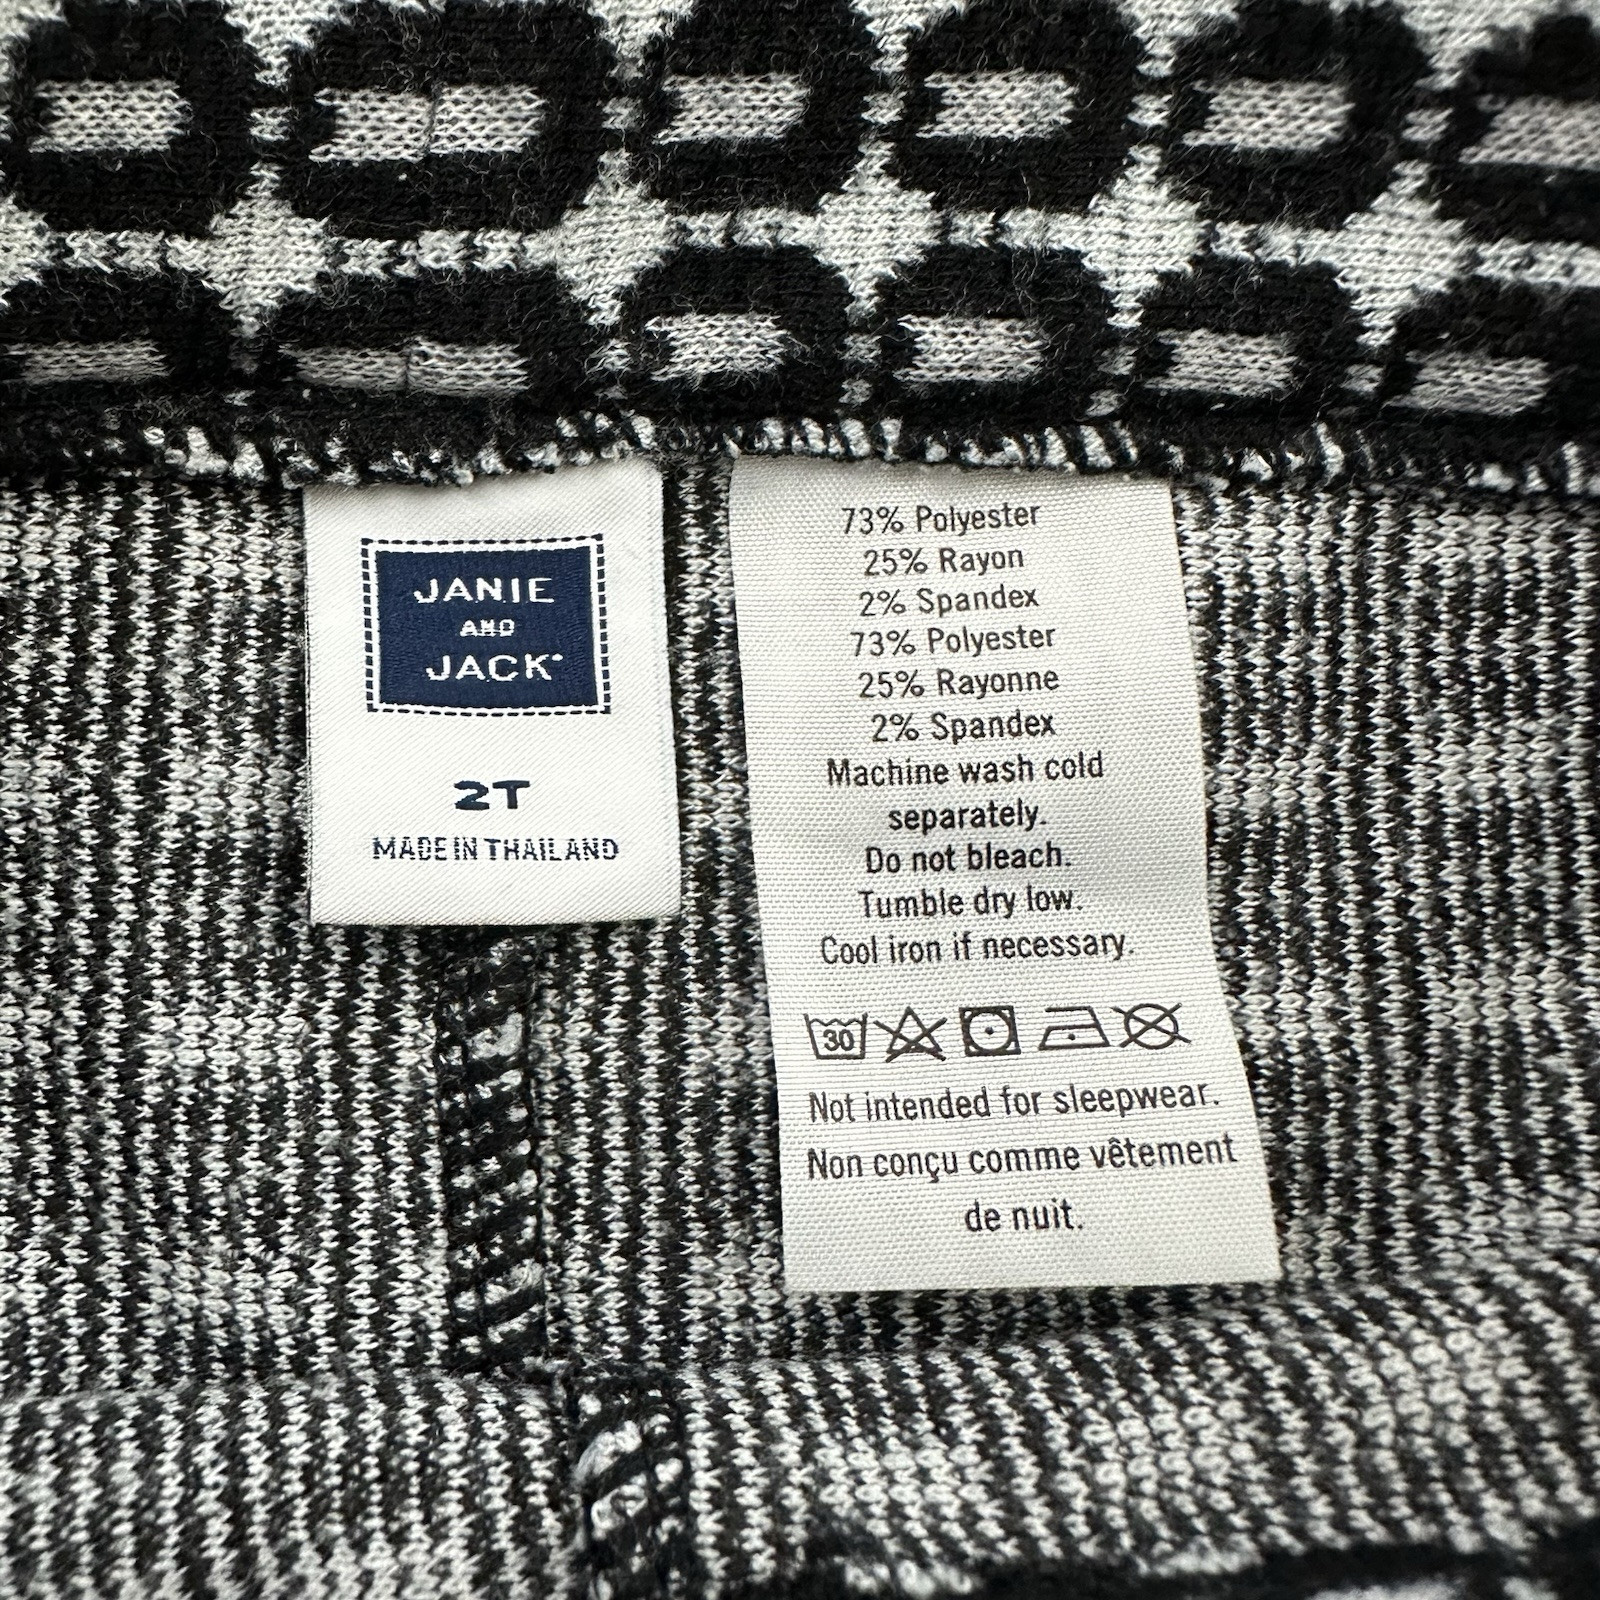 JANIE
AND
JACK
2T
MADE IN THAILAND
73% Polyester
25% Rayon
2% Spandex
73% Polyester
25% Rayonne
2% Spandex
Machine wash cold
separately.
Do not bleach.
Tumble dry low.
Cool iron if necessary.
30
Not intended for sleepwear.
Non conçu comme vêtement
de nuit.